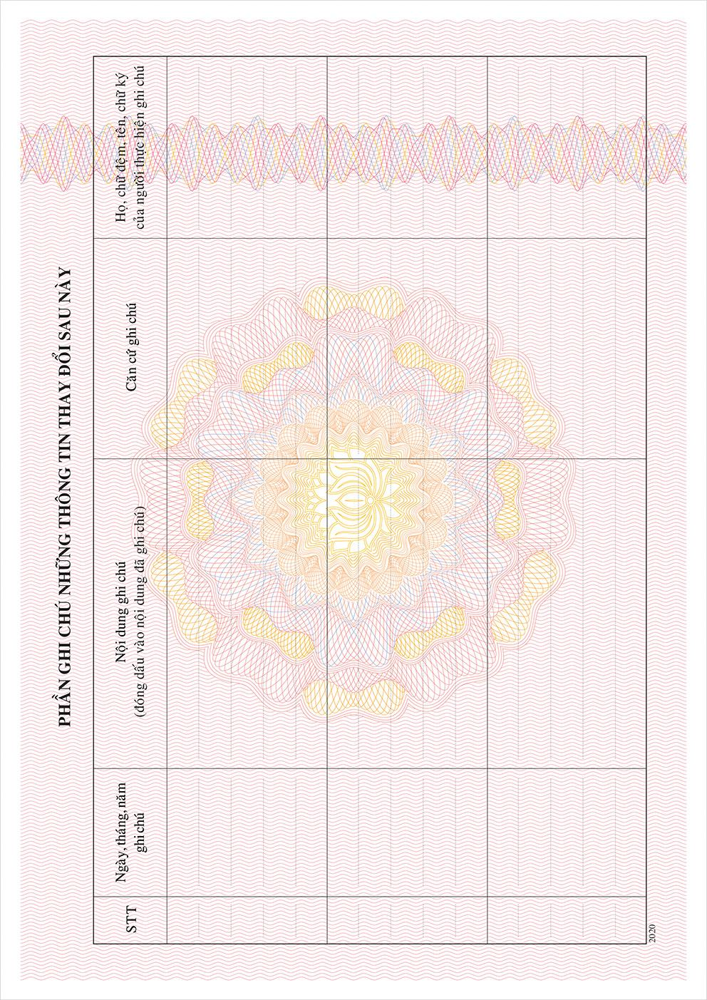 PHẦN GHI CHÚ NHỮNG THÔNG TIN THAY ĐỔI SAU NÀY
STT
Ngày, tháng, năm
ghi chú
Nội dung ghi chú
(đóng dấu vào nội dung đã ghi chú)
Căn cứ ghi chú
Họ, chữ đệm, tên, chữ ký
của người thực hiện ghi chú
2020